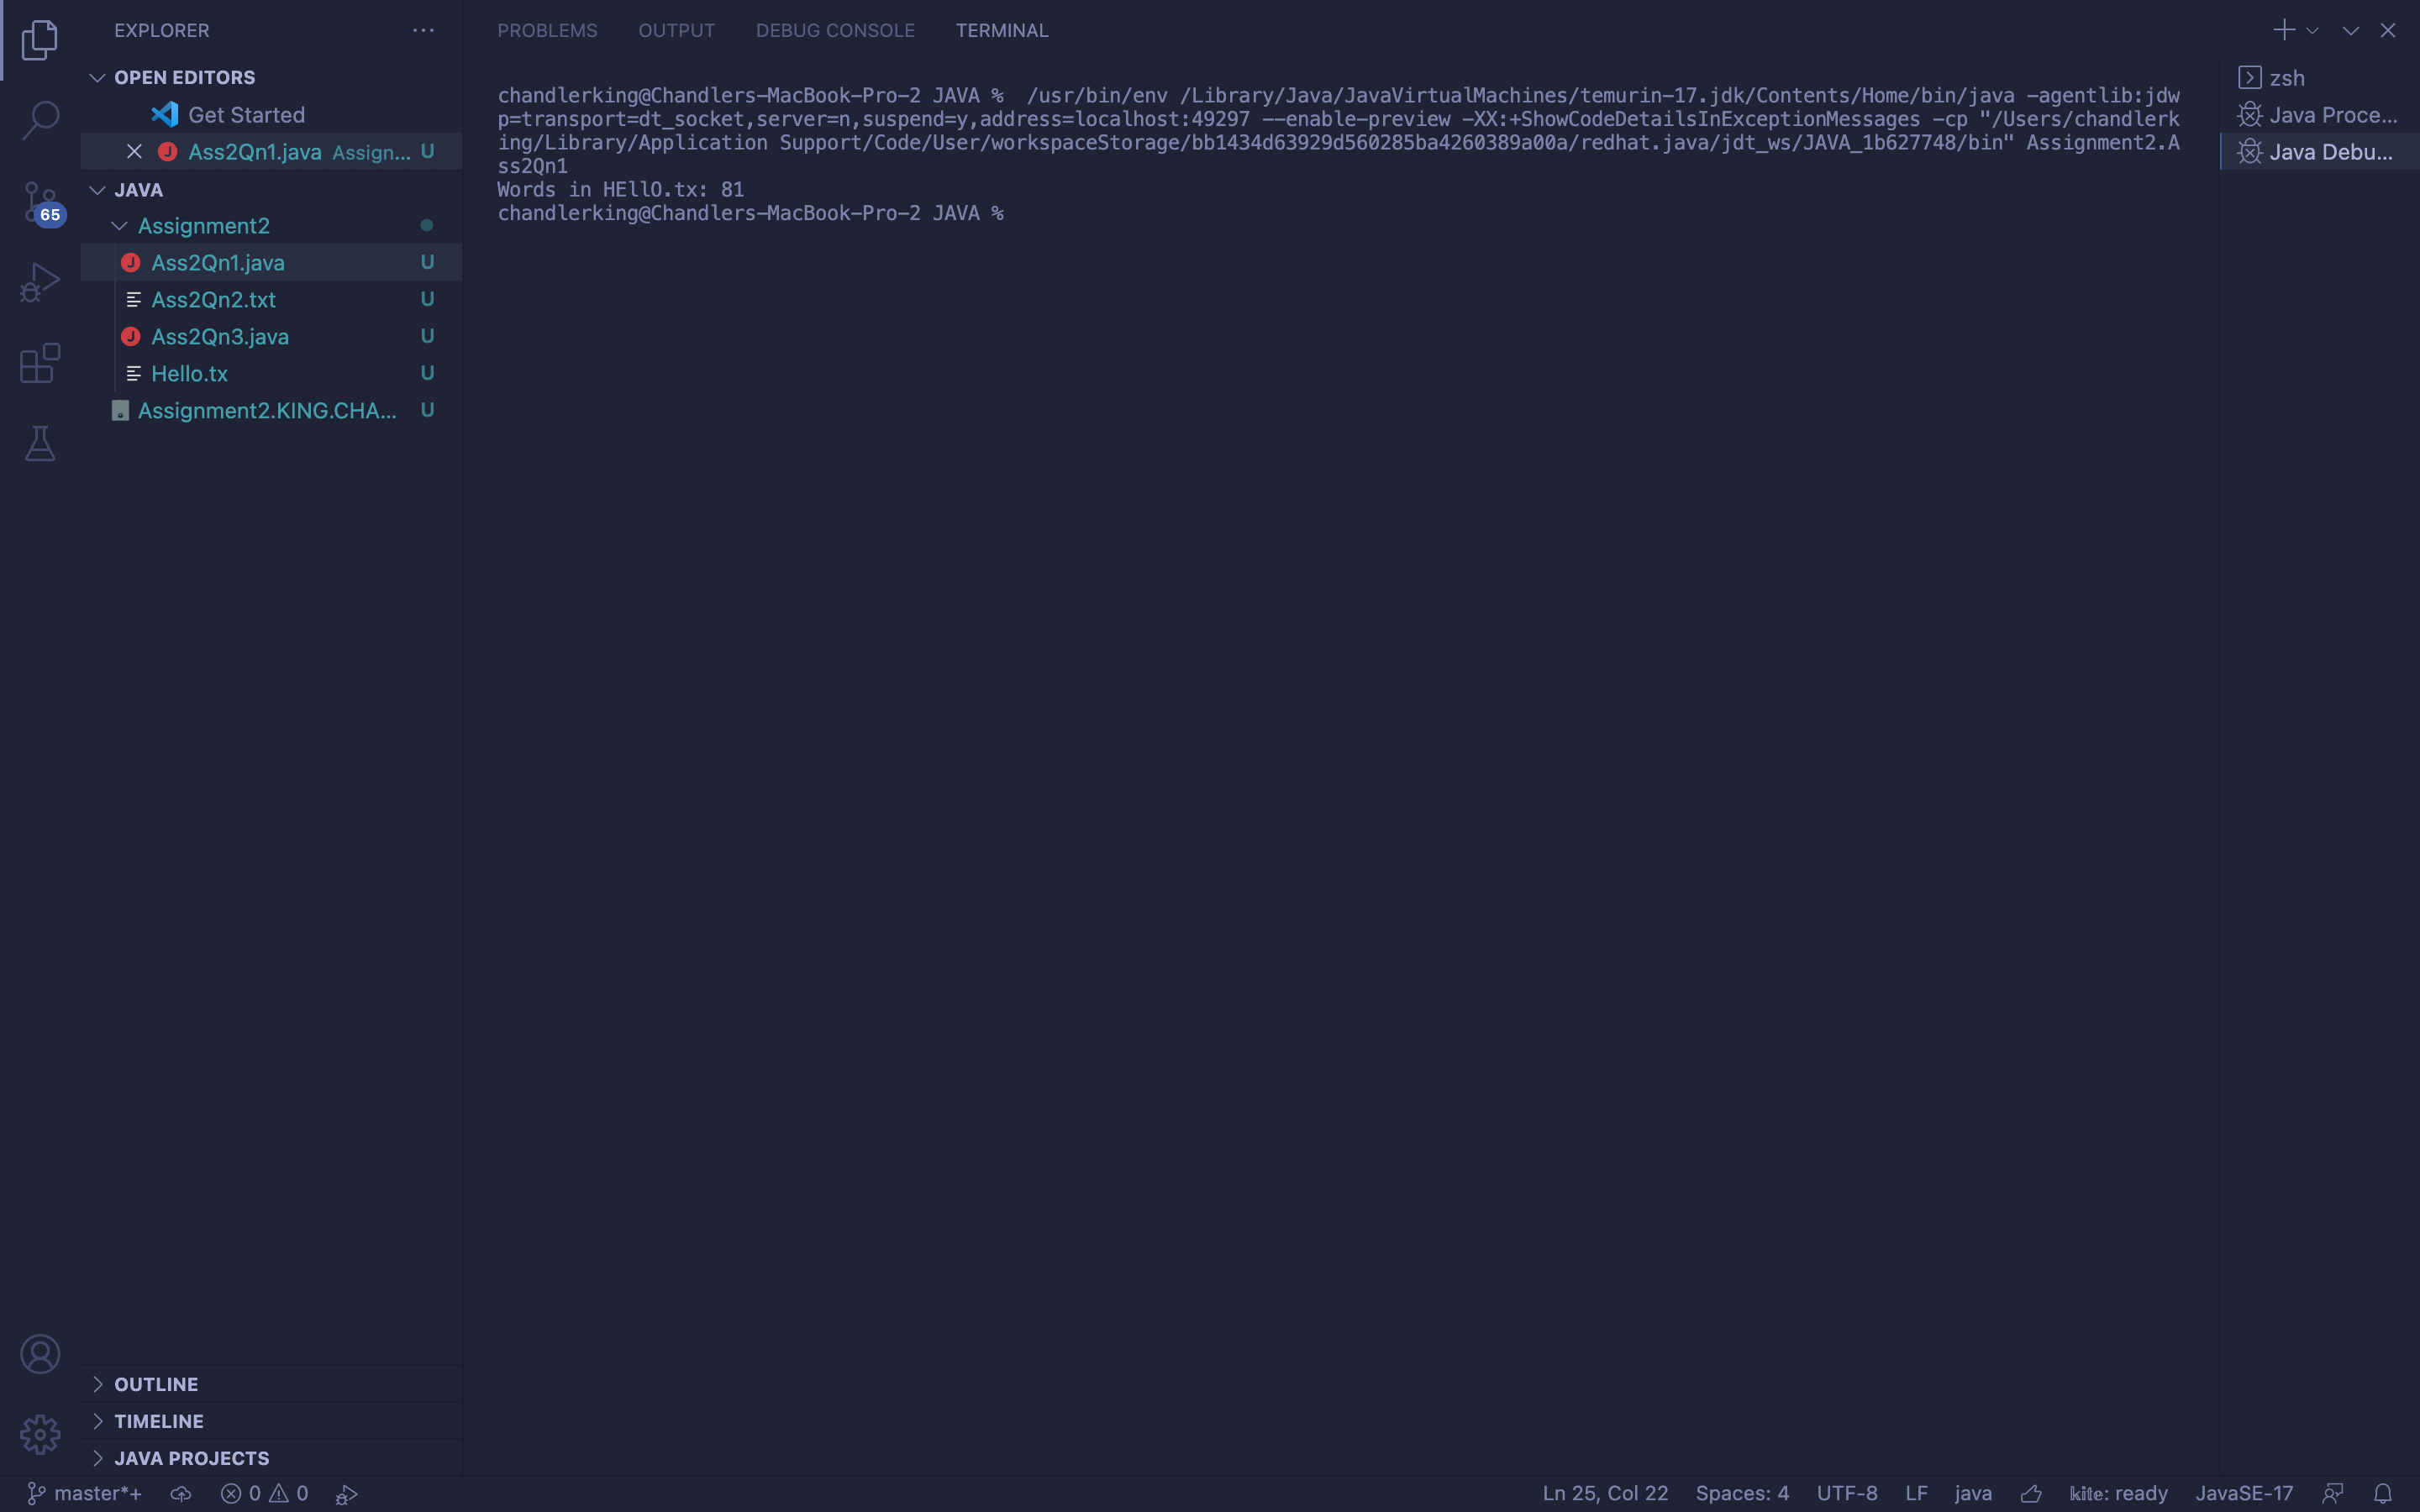 EXPLORER
OPEN EDITORS
Get Started
Ass2Qn1.java Assign... U
65
JAVA
Assignment2
Ass2Qn1.java U
Ass2Qn2.txt U
Ass2Qn3.java U
Hello.tx U
Assignment2.KING.CHA... U
OUTLINE
TIMELINE
JAVA PROJECTS
PROBLEMS OUTPUT DEBUG CONSOLE TERMINAL
chandlerking@Chandlers-MacBook-Pro-2 JAVA %  /usr/bin/env /Library/Java/JavaVirtualMachines/temurin-17.jdk/Contents/Home/bin/java -agentlib:jdw
p=transport=dt_socket,server=n,suspend=y,address=localhost:49297 --enable-preview -XX:+ShowCodeDetailsInExceptionMessages -cp "/Users/chandlerk
ing/Library/Application Support/Code/User/workspaceStorage/bb1434d63929d560285ba4260389a00a/redhat.java/jdt_ws/JAVA_1b627748/bin" Assignment2.A
ss2Qn1
Words in HEllO.tx: 81
chandlerking@Chandlers-MacBook-Pro-2 JAVA %
zsh
Java Proce...
Java Debu...
master*+ 0 0 Ln 25, Col 22 Spaces: 4 UTF-8 LF java kite: ready JavaSE-17